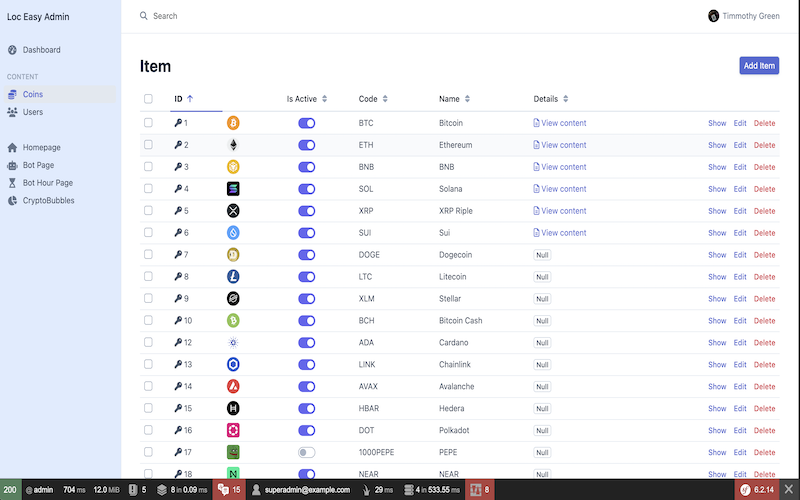 Loc Easy Admin
Search
Timmothy Green
Dashboard
CONTENT
Coins
Users
Homepage
Bot Page
Bot Hour Page
CryptoBubbles
Item
Add Item
ID Is Active Code Name Details
1 BTC Bitcoin View content Show Edit Delete
2 ETH Ethereum View content Show Edit Delete
3 BNB BNB View content Show Edit Delete
4 SOL Solana View content Show Edit Delete
5 XRP XRP Riple View content Show Edit Delete
6 SUI Sui View content Show Edit Delete
7 DOGE Dogecoin Null Show Edit Delete
8 LTC Litecoin Null Show Edit Delete
9 XLM Stellar Null Show Edit Delete
10 BCH Bitcoin Cash Null Show Edit Delete
12 ADA Cardano Null Show Edit Delete
13 LINK Chainlink Null Show Edit Delete
14 AVAX Avalanche Null Show Edit Delete
15 HBAR Hedera Null Show Edit Delete
16 DOT Polkadot Null Show Edit Delete
17 1000PEPE PEPE Null Show Edit Delete
18 NEAR NEAR Null Show Edit Delete
200 @ admin 704 ms 12.0 MiB 5 8 in 0.09 ms 15 superadmin@example.com 29 ms 4 in 533.55 ms 8 6.2.14